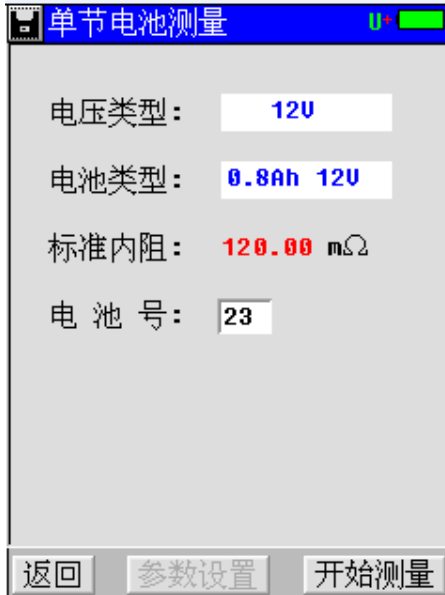 单节电池测量 U+
电压类型: 12V
电池类型: 0.8Ah 12V
标准内阻: 120.00 mΩ
电 池 号: 23
返回 参数设置 开始测量